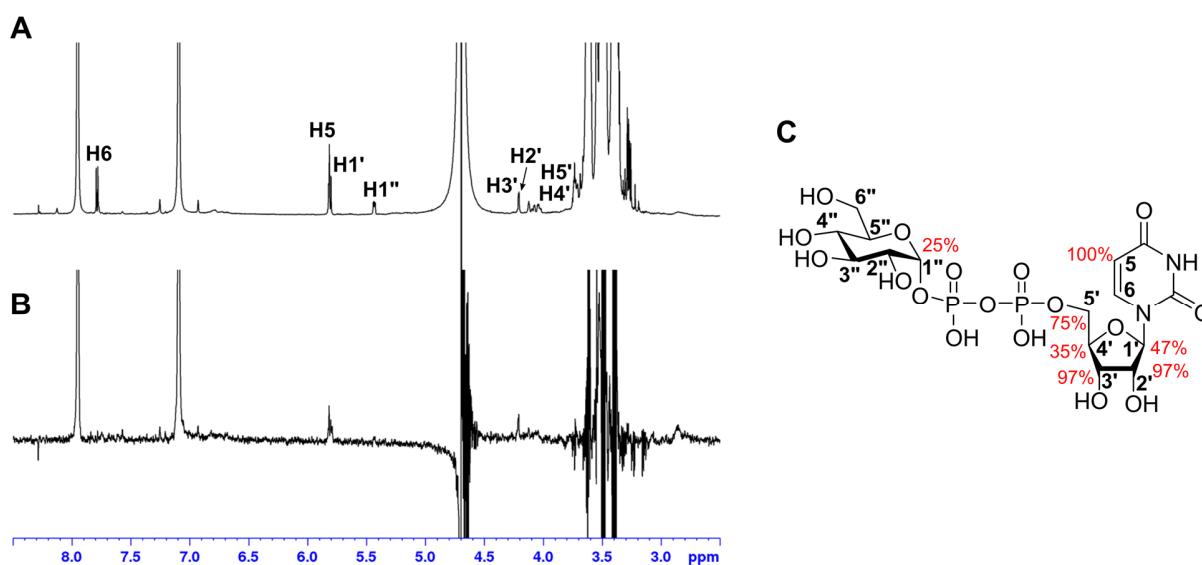 A
H6
H5
H1'
H1"
H2'
H3'
H5'
H4'
B
8.0 7.5 7.0 6.5 6.0 5.5 5.0 4.5 4.0 3.5 3.0 ppm
C
HO 6"
4" 5" O
HO 25%
HO 3" 2" 1"
HO O
O O
P O P O
OH OH
5'
75%
O
100% 5 NH
6
N O
O
35% 4' 1' 47%
97% 3' 2' 97%
HO OH